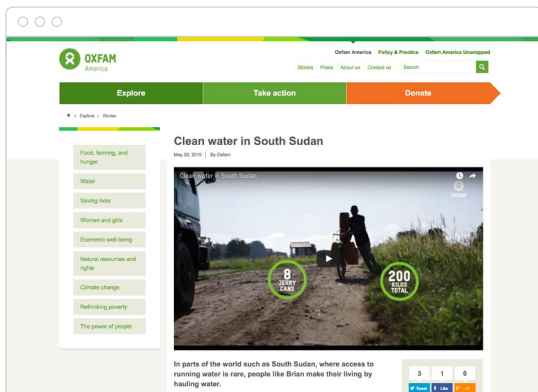 Oxfam America Policy & Practice Oxfam America Unwrapped
OXFAM
America
Stories Press About us Contact us Search
Explore Take action Donate
› Explore › Stories
Food, farming, and
hunger
Water
Saving lives
Women and girls
Economic well-being
Natural resources and
rights
Climate change
Rethinking poverty
The power of people
Clean water in South Sudan
May 20, 2016 | By Oxfam
Clean water in South Sudan
OXFAM
8
JERRY
CANS
200
KILOS
TOTAL
In parts of the world such as South Sudan, where access to
running water is rare, people like Brian make their living by
hauling water.
3 1 0
Tweet Like +1